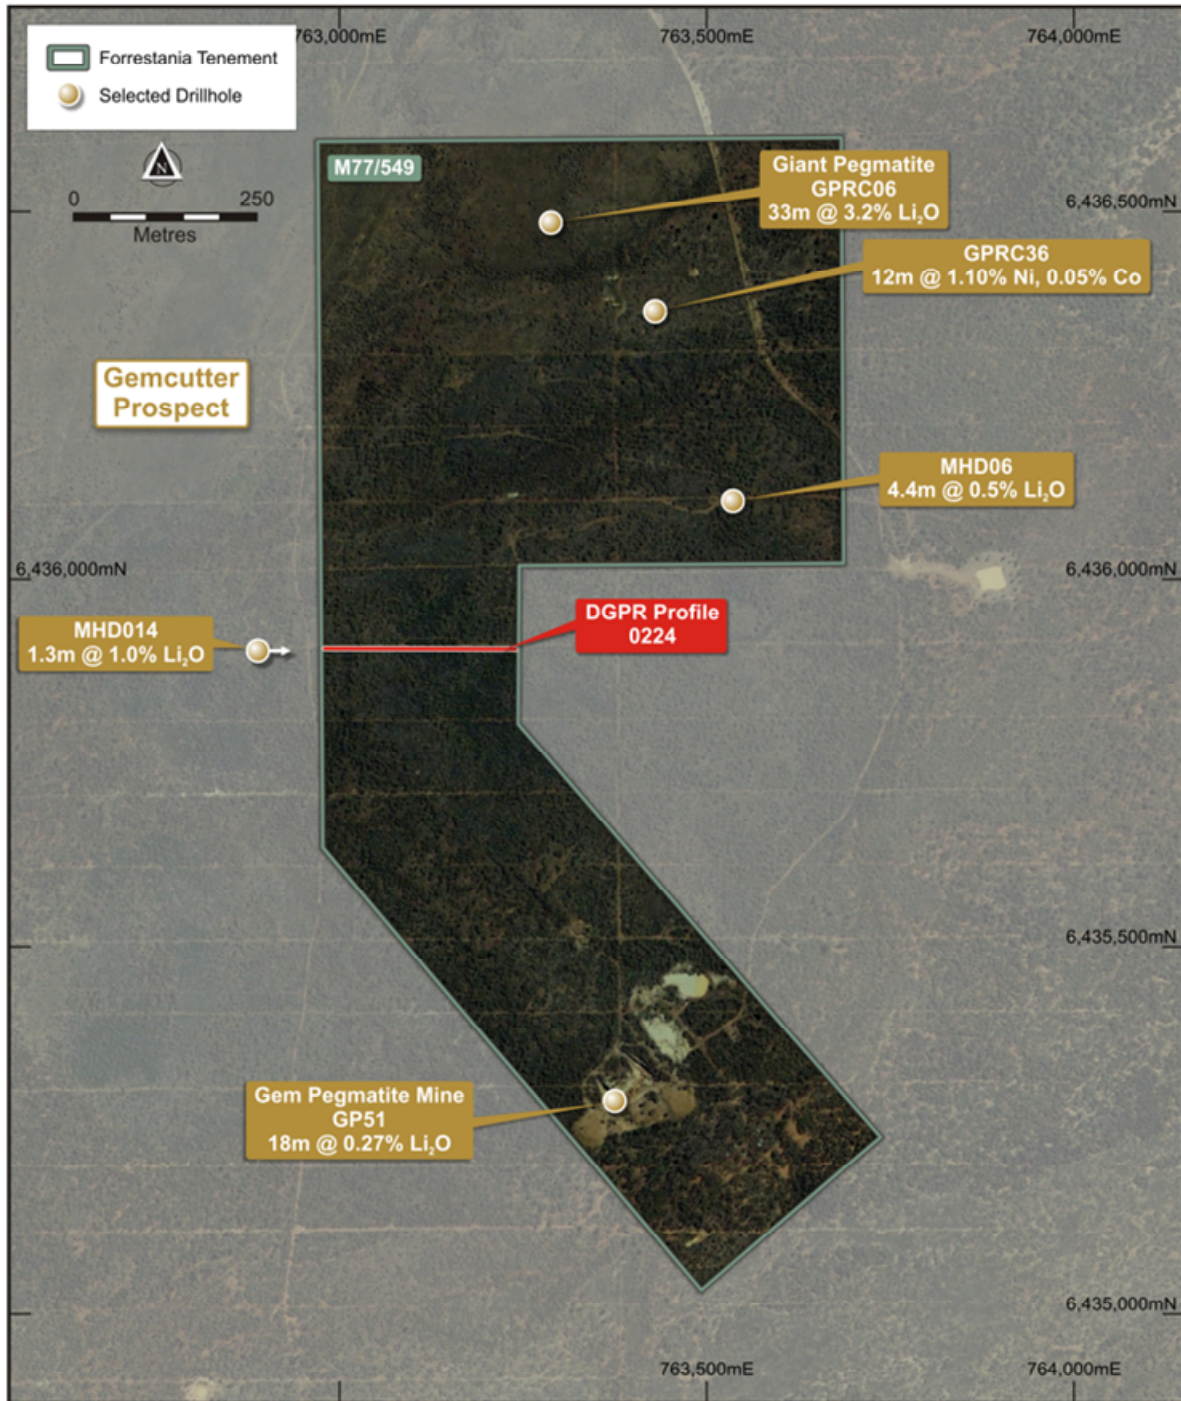 763,000mE
763,500mE
764,000mE
Forrestania Tenement
Selected Drillhole
N
0
250
Metres
M77/549
Giant Pegmatite
GPRC06
33m @ 3.2% Li₂O
6,436,500mN
GPRC36
12m @ 1.10% Ni, 0.05% Co
Gemcutter
Prospect
MHD06
4.4m @ 0.5% Li₂O
6,436,000mN
6,436,000mN
DGPR Profile
0224
MHD014
1.3m @ 1.0% Li₂O
6,435,500mN
Gem Pegmatite Mine
GP51
18m @ 0.27% Li₂O
6,435,000mN
763,500mE
764,000mE